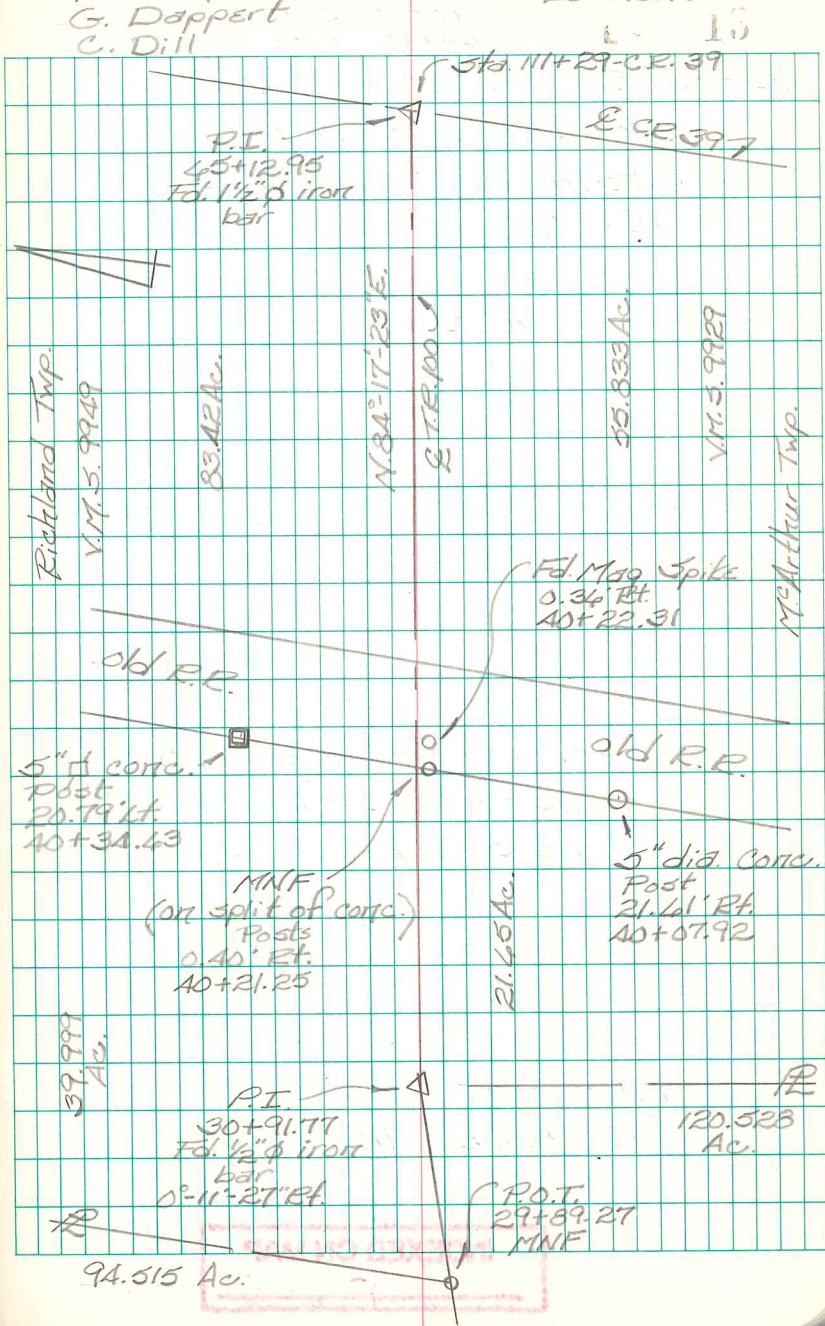 G. Dappert
C. Dill
Sta. 111+29-C.R. 39
P.I.
65+12.95
Fd. 1½"ø iron
bar
℄ C.R. 39
Richland Twp.
V.M.S. 9949
83.42 Ac.
N.84°-17'-23"E.
℄ T.R. 100
55.833 Ac.
V.M.S. 9929
McArthur Twp.
Fd. Mag Spike
0.36' Rt.
40+22.31
old R.R.
old R.R.
5"□ conc.
Post
20.79' Lt.
40+34.63
MNF
(on split of conc.)
Posts
0.40' Rt.
40+21.25
5" dia. conc.
Post
21.61' Rt.
40+07.92
21.65 Ac.
39.999
Ac.
P.I.
30+91.77
Fd. ½"ø iron
bar
0°-11'-27" Rt.
℄
120.528
Ac.
P.O.T.
29+89.27
MNF
℄
94.515 Ac.